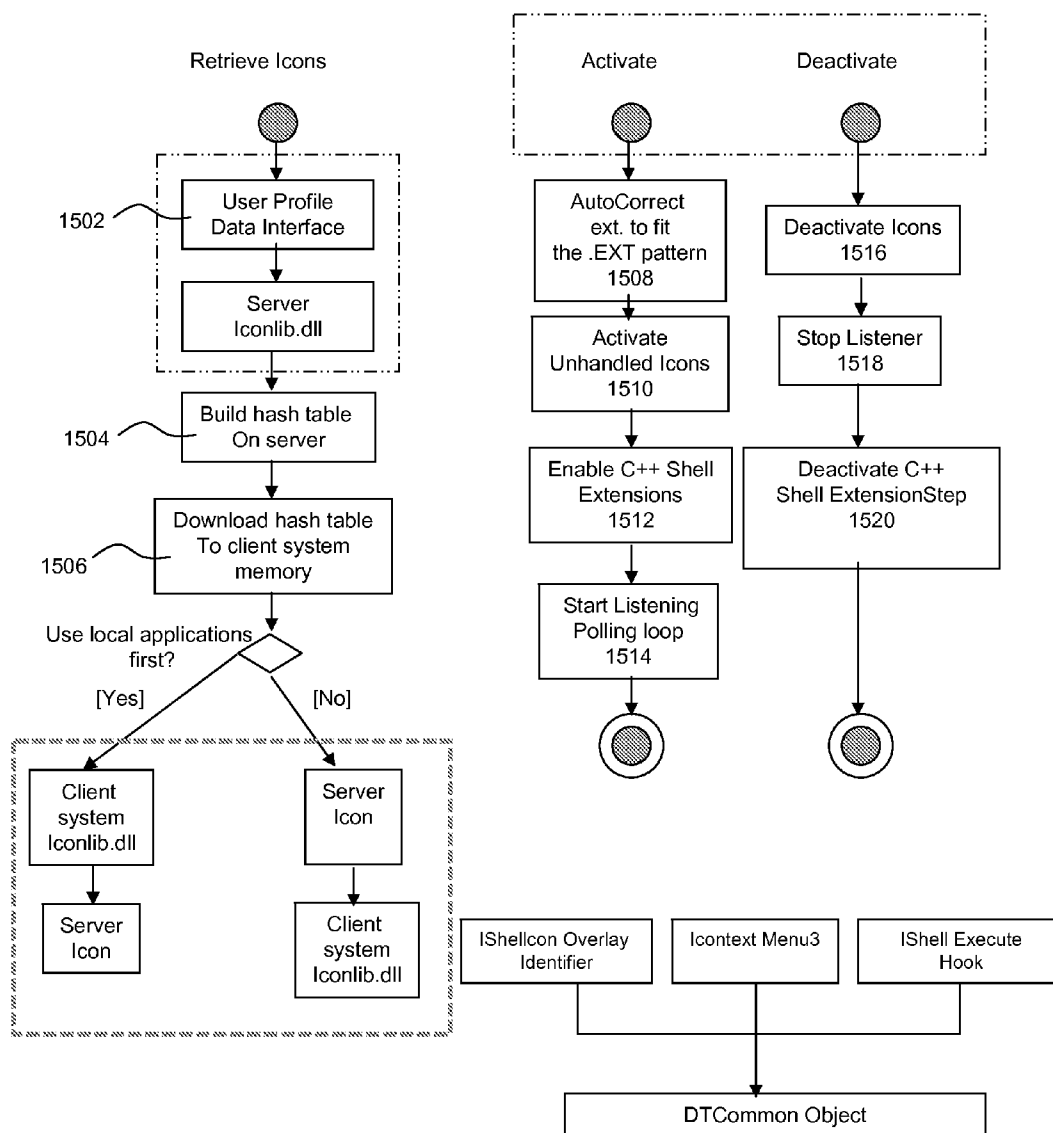 Retrieve Icons
1502
User Profile
Data Interface
Server
Iconlib.dll
1504
Build hash table
On server
1506
Download hash table
To client system
memory
Use local applications
first?
[Yes]
[No]
Client
system
Iconlib.dll
Server
Icon
Server
Icon
Client
system
Iconlib.dll
Activate
AutoCorrect
ext. to fit
the .EXT pattern
1508
Activate
Unhandled Icons
1510
Enable C++ Shell
Extensions
1512
Start Listening
Polling loop
1514
Deactivate
Deactivate Icons
1516
Stop Listener
1518
Deactivate C++
Shell ExtensionStep
1520
IShellcon Overlay
Identifier
Icontext Menu3
IShell Execute
Hook
DTCommon Object